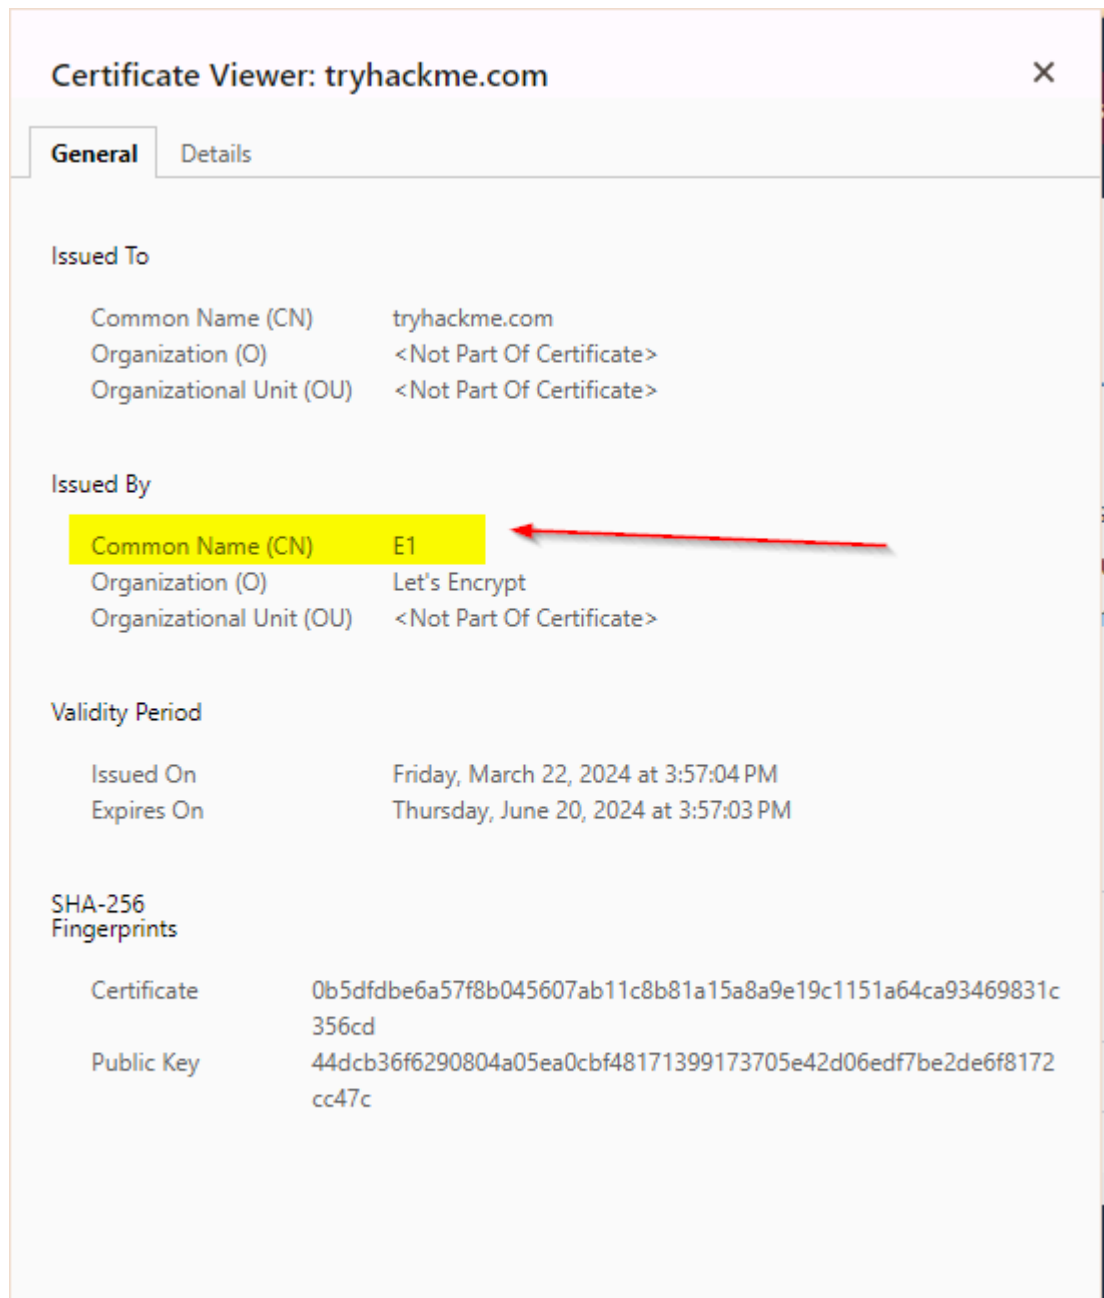 Certificate Viewer: tryhackme.com
General Details
Issued To
Common Name (CN) tryhackme.com
Organization (O) <Not Part Of Certificate>
Organizational Unit (OU) <Not Part Of Certificate>
Issued By
Common Name (CN) E1
Organization (O) Let's Encrypt
Organizational Unit (OU) <Not Part Of Certificate>
Validity Period
Issued On Friday, March 22, 2024 at 3:57:04 PM
Expires On Thursday, June 20, 2024 at 3:57:03 PM
SHA-256
Fingerprints
Certificate 0b5dfdbe6a57f8b045607ab11c8b81a15a8a9e19c1151a64ca93469831c
356cd
Public Key 44dcb36f6290804a05ea0cbf48171399173705e42d06edf7be2de6f8172
cc47c